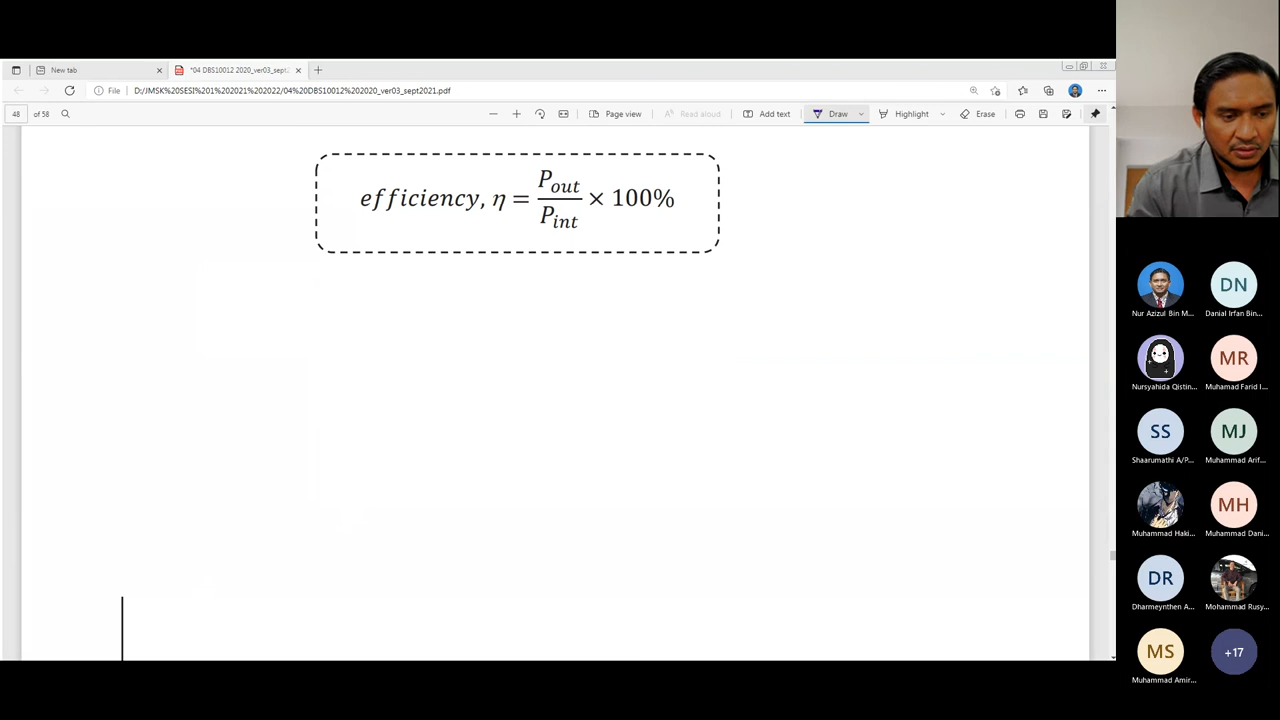 New tab
*04 DBS10012 2020_ver03_sept2
File
D:/JMSK%20SESI%201%202021%202022/04%20DBS10012%202020_ver03_sept2021.pdf
48 of 58
Page view
Read aloud
Add text
Draw
Highlight
Erase
efficiency, η = P_out / P_int × 100%
Nur Azizul Bin M...
DN
Danial Irfan Bin...
Nursyahida Qistin...
MR
Muhamad Farid I...
SS
Shaarumathi A/P...
MJ
Muhammad Arif...
Muhammad Haki...
MH
Muhammad Dani...
DR
Dharmeynthen A...
Mohammad Rusy...
MS
Muhammad Amir...
+17